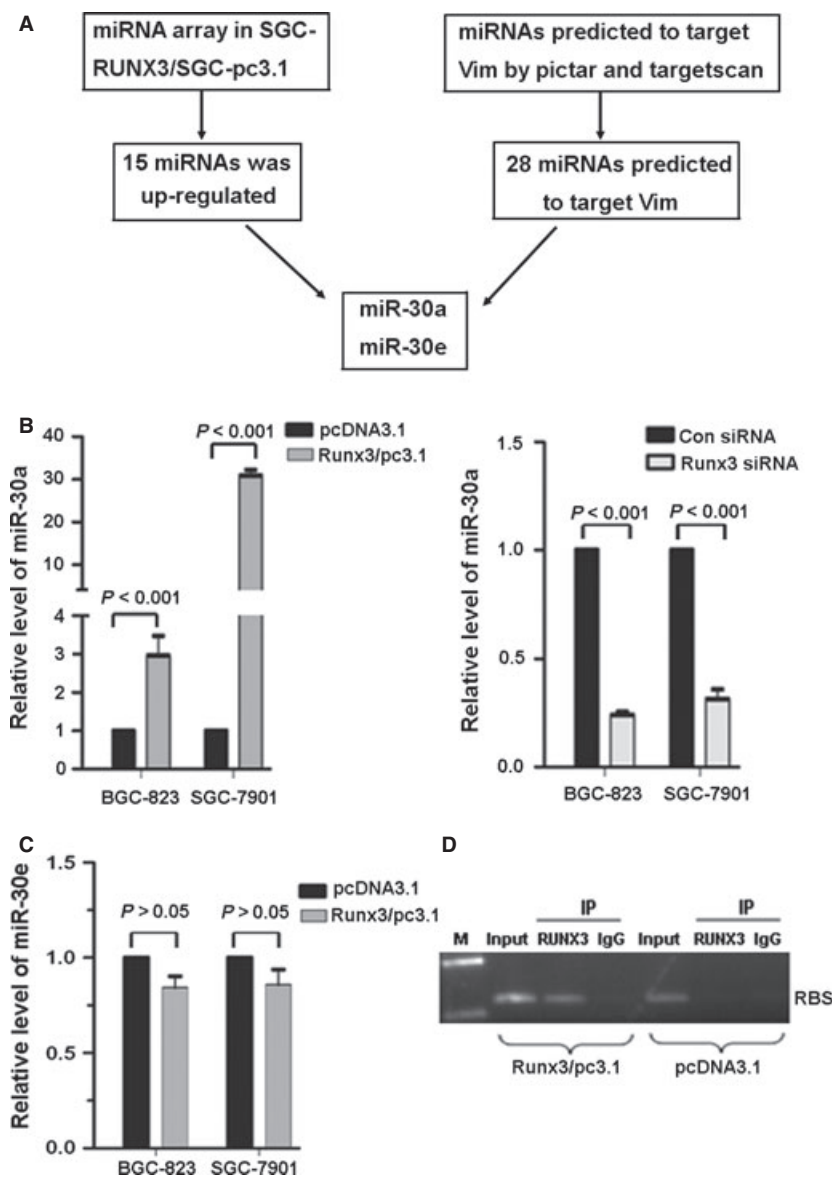 A
miRNA array in SGC-
RUNX3/SGC-pc3.1
miRNAs predicted to target
Vim by pictar and targetscan
15 miRNAs was
up-regulated
28 miRNAs predicted
to target Vim
miR-30a
miR-30e
B
Relative level of miR-30a
40
30
20
10
4
3
2
1
0
P < 0.001
P < 0.001
pcDNA3.1
Runx3/pc3.1
BGC-823
SGC-7901
Relative level of miR-30a
1.5
1.0
0.5
0.0
Con siRNA
Runx3 siRNA
P < 0.001
P < 0.001
BGC-823
SGC-7901
C
Relative level of miR-30e
1.5
1.0
0.5
0.0
P > 0.05
P > 0.05
pcDNA3.1
Runx3/pc3.1
BGC-823
SGC-7901
D
IP
IP
M Input RUNX3 IgG Input RUNX3 IgG
RBS
Runx3/pc3.1
pcDNA3.1